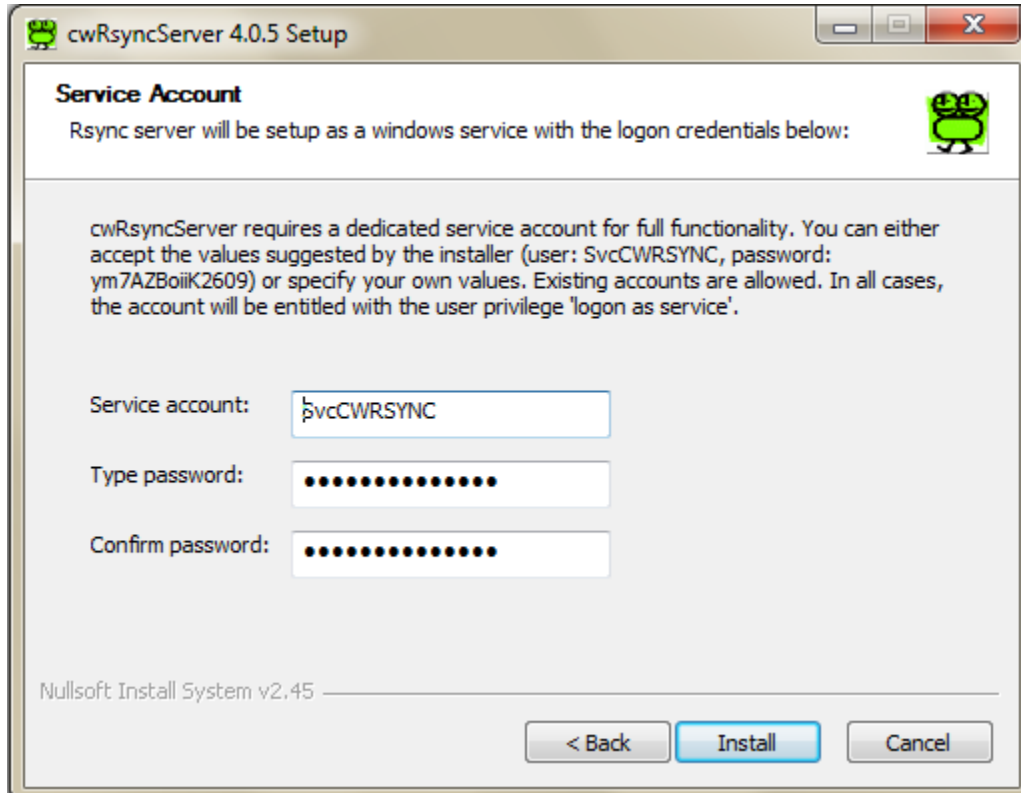 cwRsyncServer 4.0.5 Setup
Service Account
Rsync server will be setup as a windows service with the logon credentials below:
cwRsyncServer requires a dedicated service account for full functionality. You can either
accept the values suggested by the installer (user: SvcCWRSYNC, password:
ym7AZBoiiK2609) or specify your own values. Existing accounts are allowed. In all cases,
the account will be entitled with the user privilege 'logon as service'.
Service account: SvcCWRSYNC
Type password: ●●●●●●●●●●●●●●
Confirm password: ●●●●●●●●●●●●●●
Nullsoft Install System v2.45
< Back Install Cancel